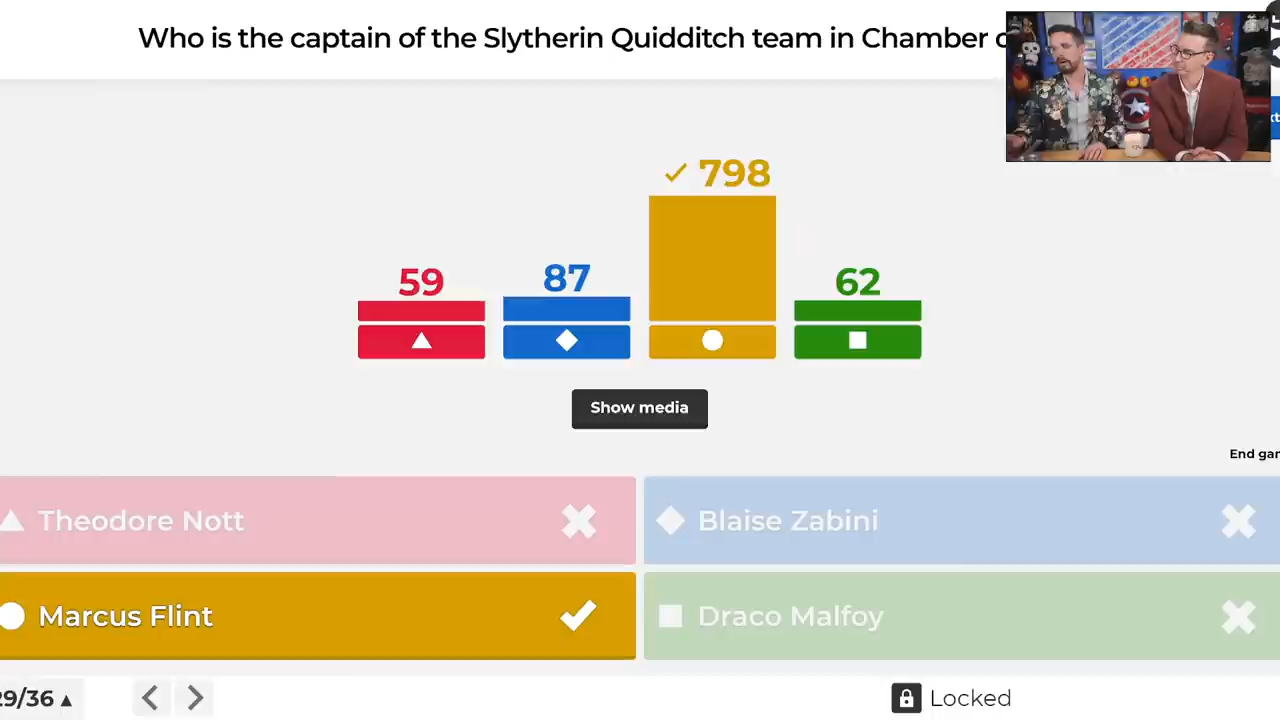 Who is the captain of the Slytherin Quidditch team in Chamber
798
59
87
62
Show media
End
Theodore Nott
Blaise Zabini
Marcus Flint
Draco Malfoy
29/36
Locked